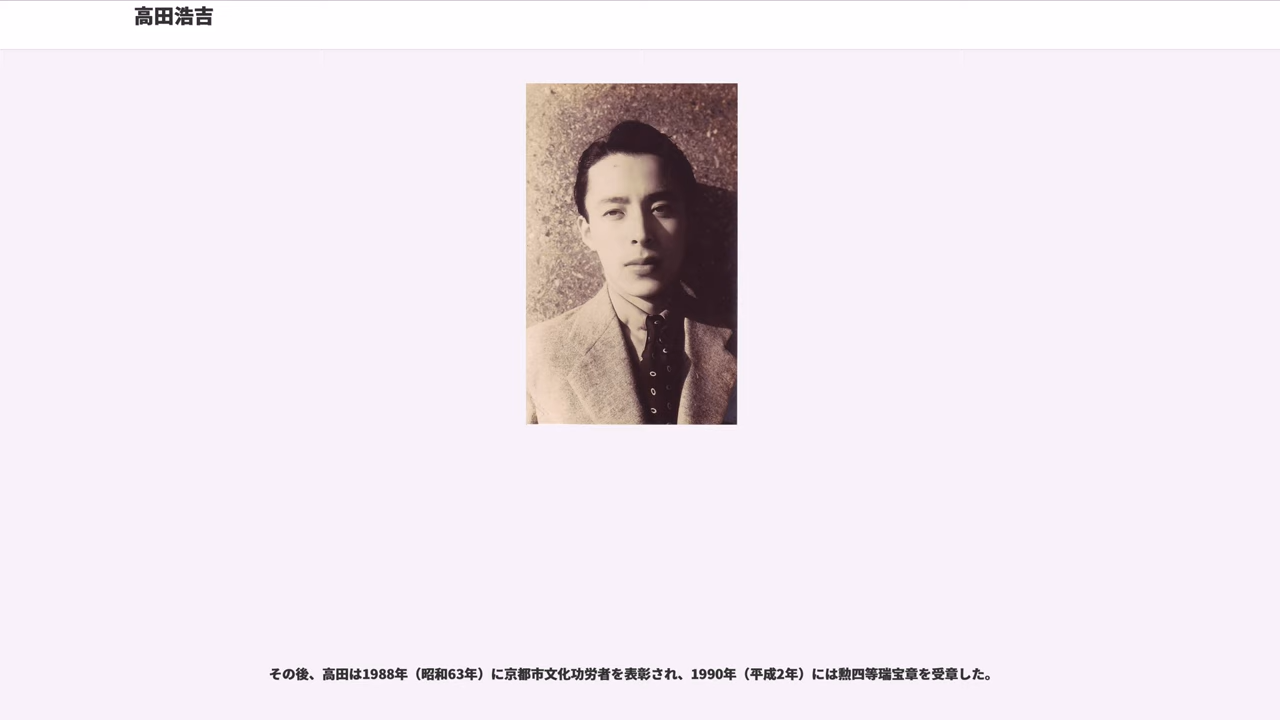 高田浩吉
その後、高田は1988年（昭和63年）に京都市文化功労者を表彰され、1990年（平成2年）には勲四等瑞宝章を受章した。